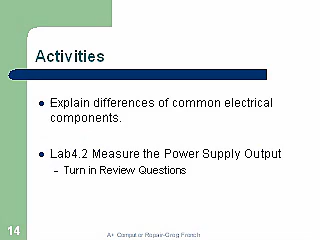 Activities
Explain differences of common electrical
components.
Lab4.2 Measure the Power Supply Output
– Turn in Review Questions
14
A+ Computer Repair-Greg French